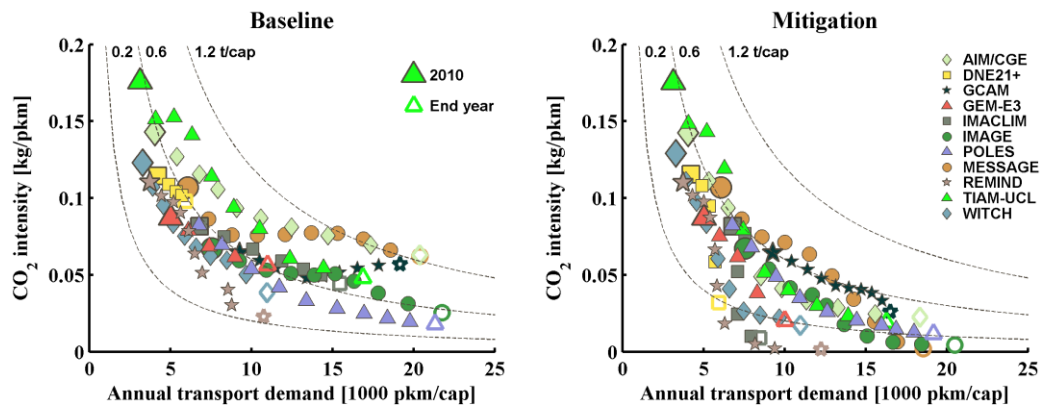 Baseline
CO2 intensity [kg/pkm]
0.2
0.15
0.1
0.05
0
0.2
0.6
1.2 t/cap
2010
End year
0
5
10
15
20
25
Annual transport demand [1000 pkm/cap]
Mitigation
CO2 intensity [kg/pkm]
0.2
0.15
0.1
0.05
0
0.2
0.6
1.2 t/cap
AIM/CGE
DNE21+
GCAM
GEM-E3
IMACLIM
IMAGE
POLES
MESSAGE
REMIND
TIAM-UCL
WITCH
0
5
10
15
20
25
Annual transport demand [1000 pkm/cap]